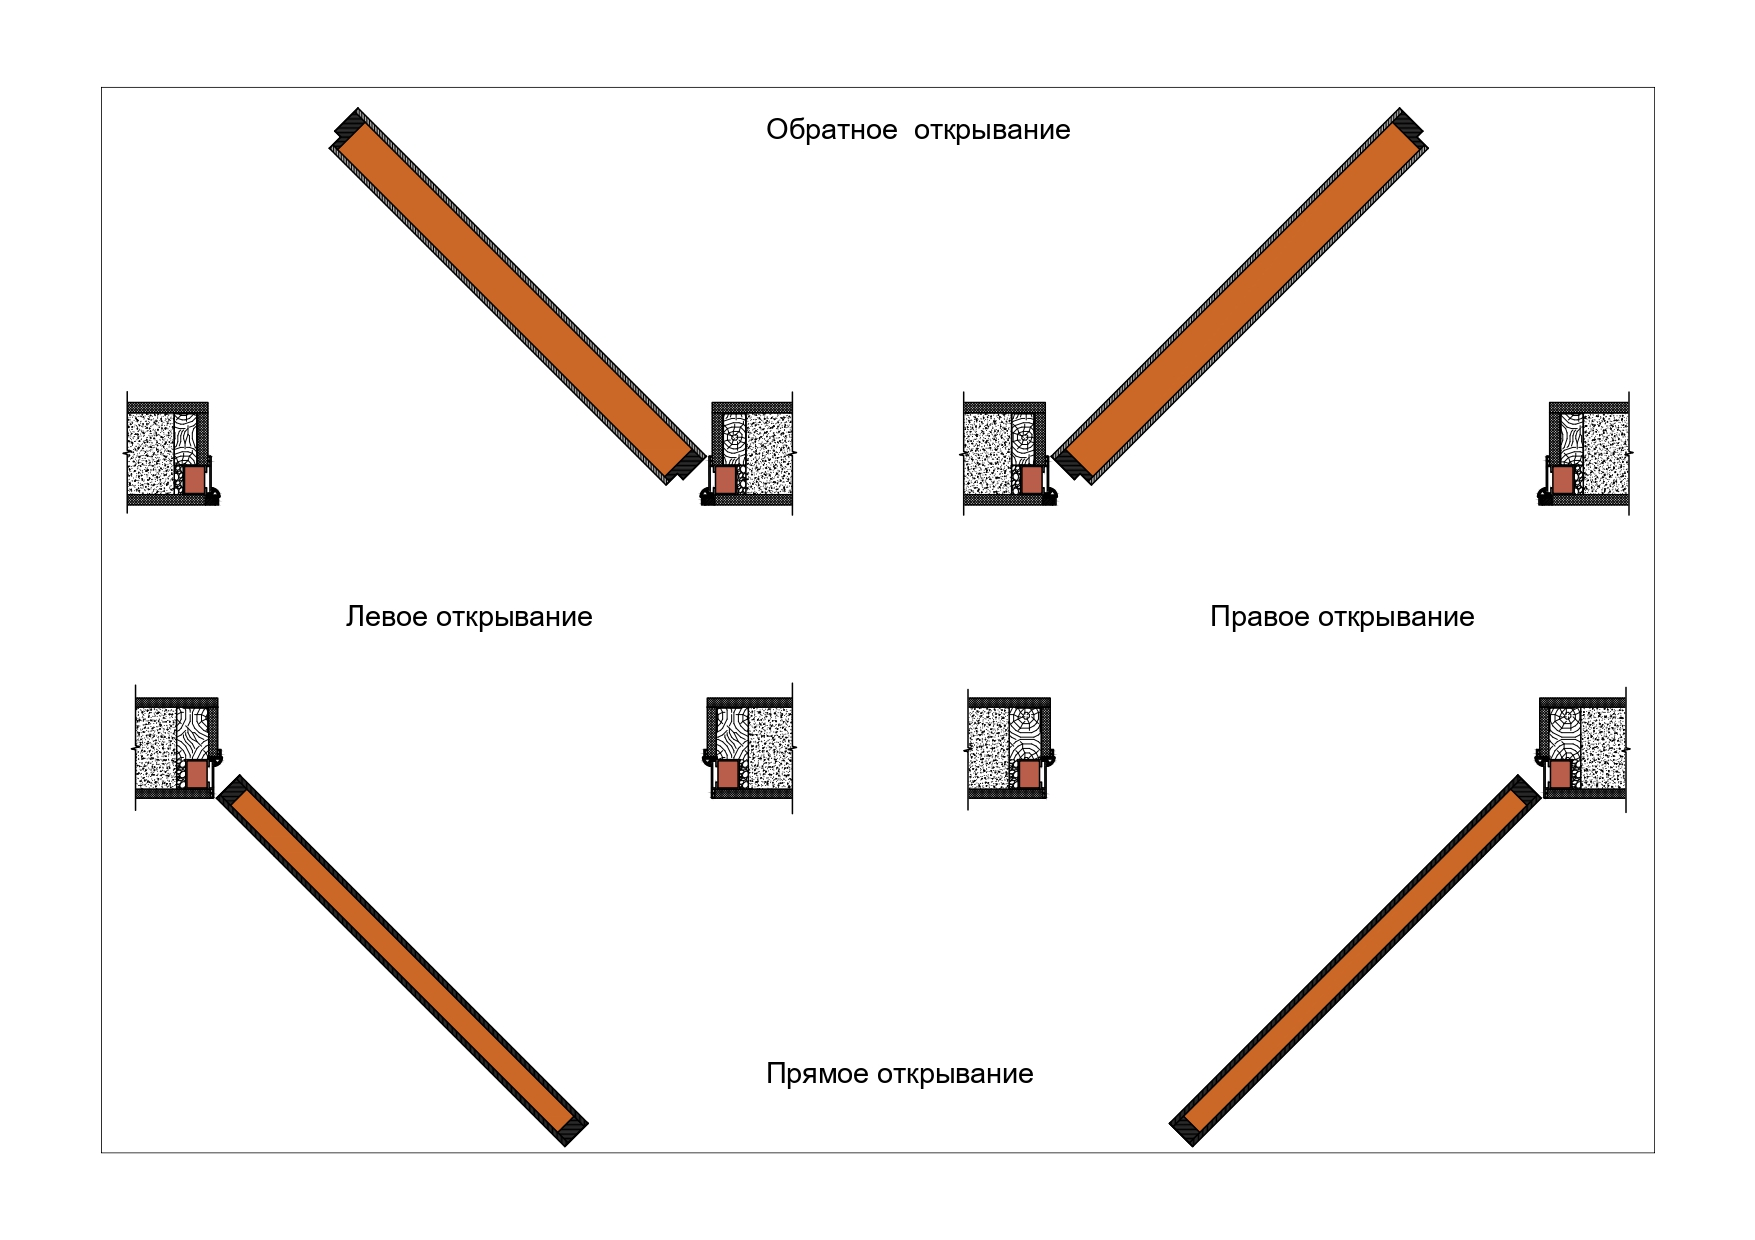 Обратное открывание
Левое открывание
Правое открывание
Прямое открывание